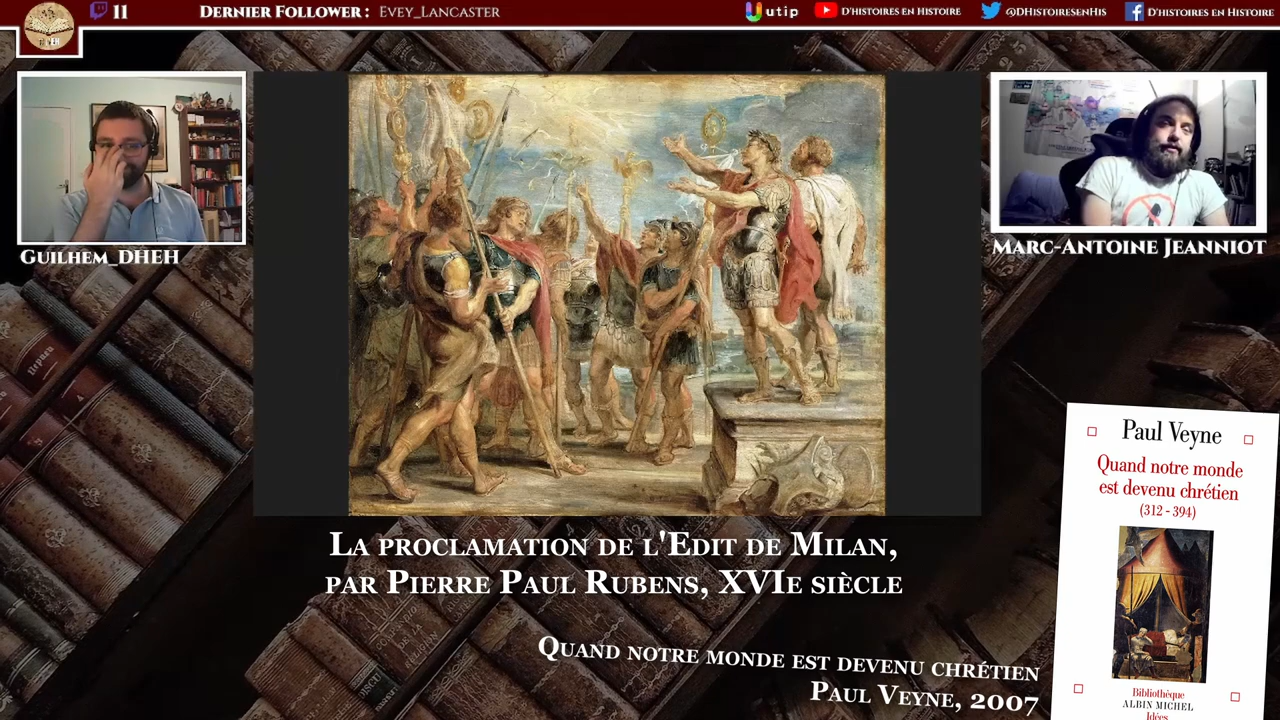 11
Dernier Follower : Evey_Lancaster
utip
D'histoires en Histoire
@DHistoiresenHis
D'histoires en Histoire
Guilhem_DHEH
Marc-Antoine Jeanniot
La proclamation de l'Edit de Milan,
par Pierre Paul Rubens, XVIe siècle
Quand notre monde est devenu chrétien
Paul Veyne, 2007
Paul Veyne
Quand notre monde
est devenu chrétien
(312 - 394)
Bibliothèque
ALBIN MICHEL
Idées